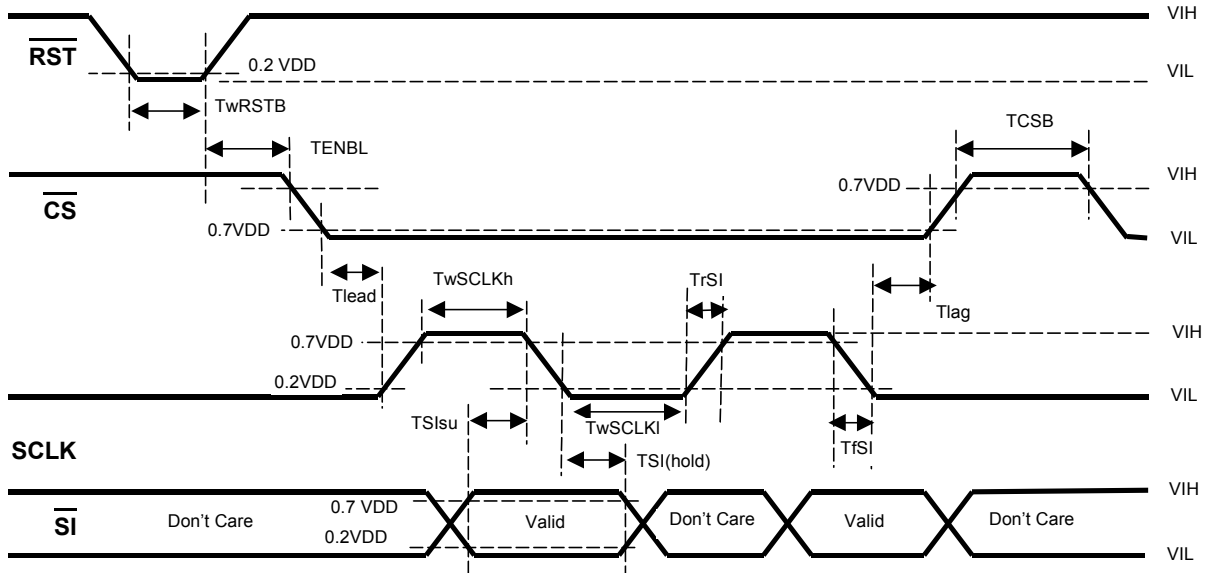 VIH
RST
0.2 VDD
VIL
TwRSTB
TCSB
TENBL
VIH
0.7VDD
CS
0.7VDD
VIL
TwSCLKh
TrSI
Tlead
Tlag
VIH
0.7VDD
0.2VDD
VIL
TSIsu
TwSCLKl
TfSI
SCLK
TSI(hold)
VIH
0.7 VDD
SI
Don't Care
Valid
Don't Care
Valid
Don't Care
0.2VDD
VIL